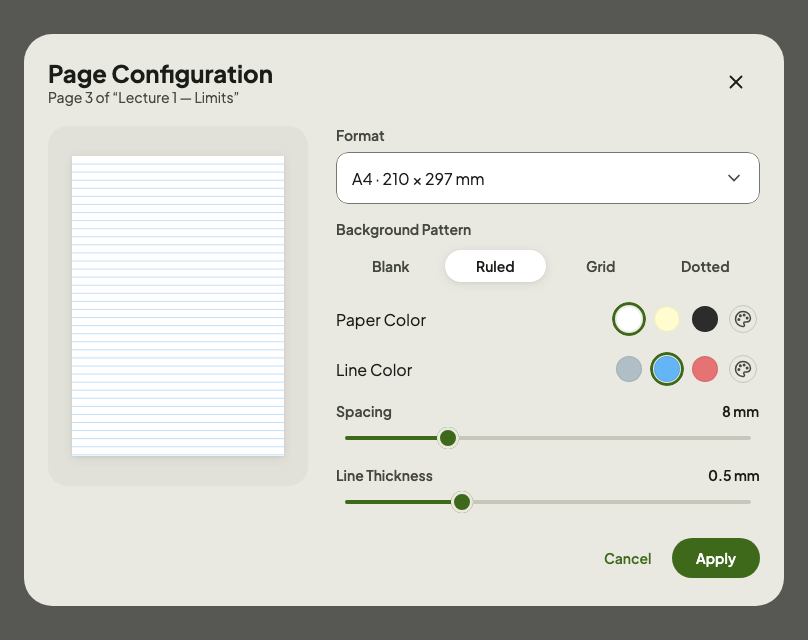 Page Configuration
Page 3 of “Lecture 1 — Limits”
Format
A4 · 210 × 297 mm
Background Pattern
Blank
Ruled
Grid
Dotted
Paper Color
Line Color
Spacing
8 mm
Line Thickness
0.5 mm
Cancel
Apply